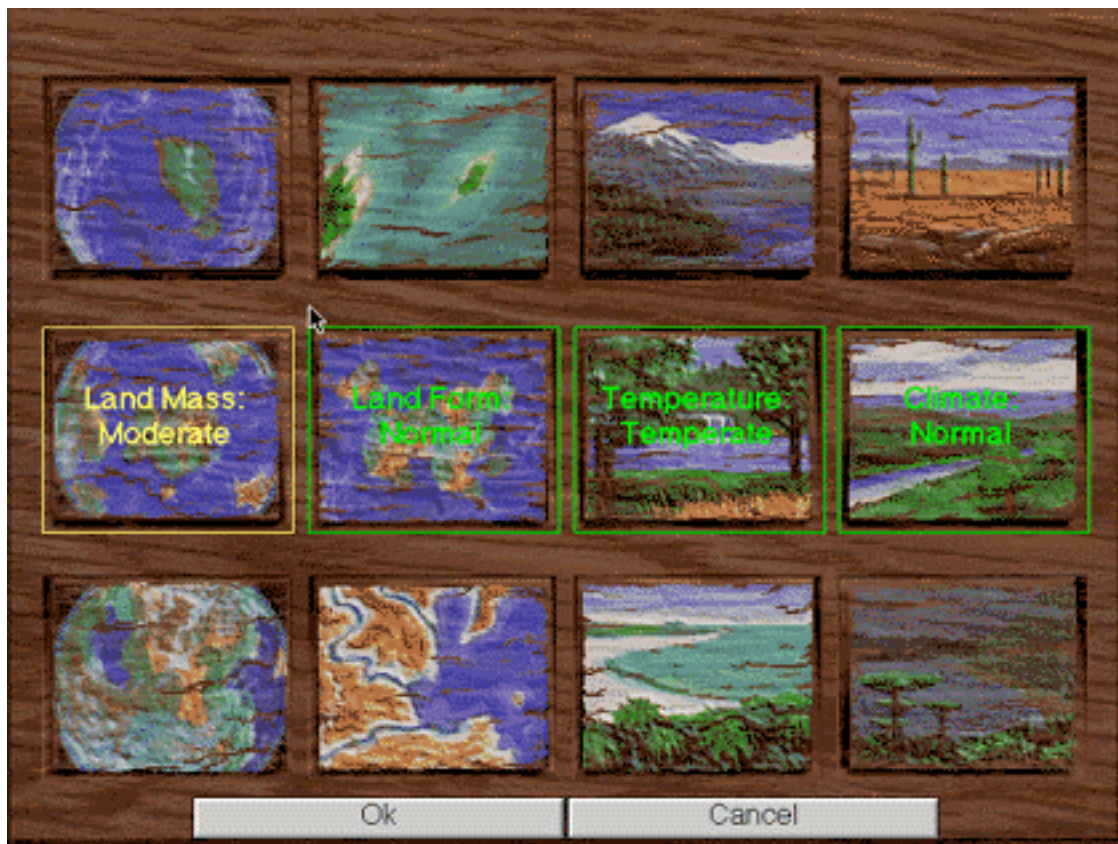 Land Mass:
Moderate
Land Form:
Normal
Temperature:
Temperate
Climate:
Normal
Ok
Cancel